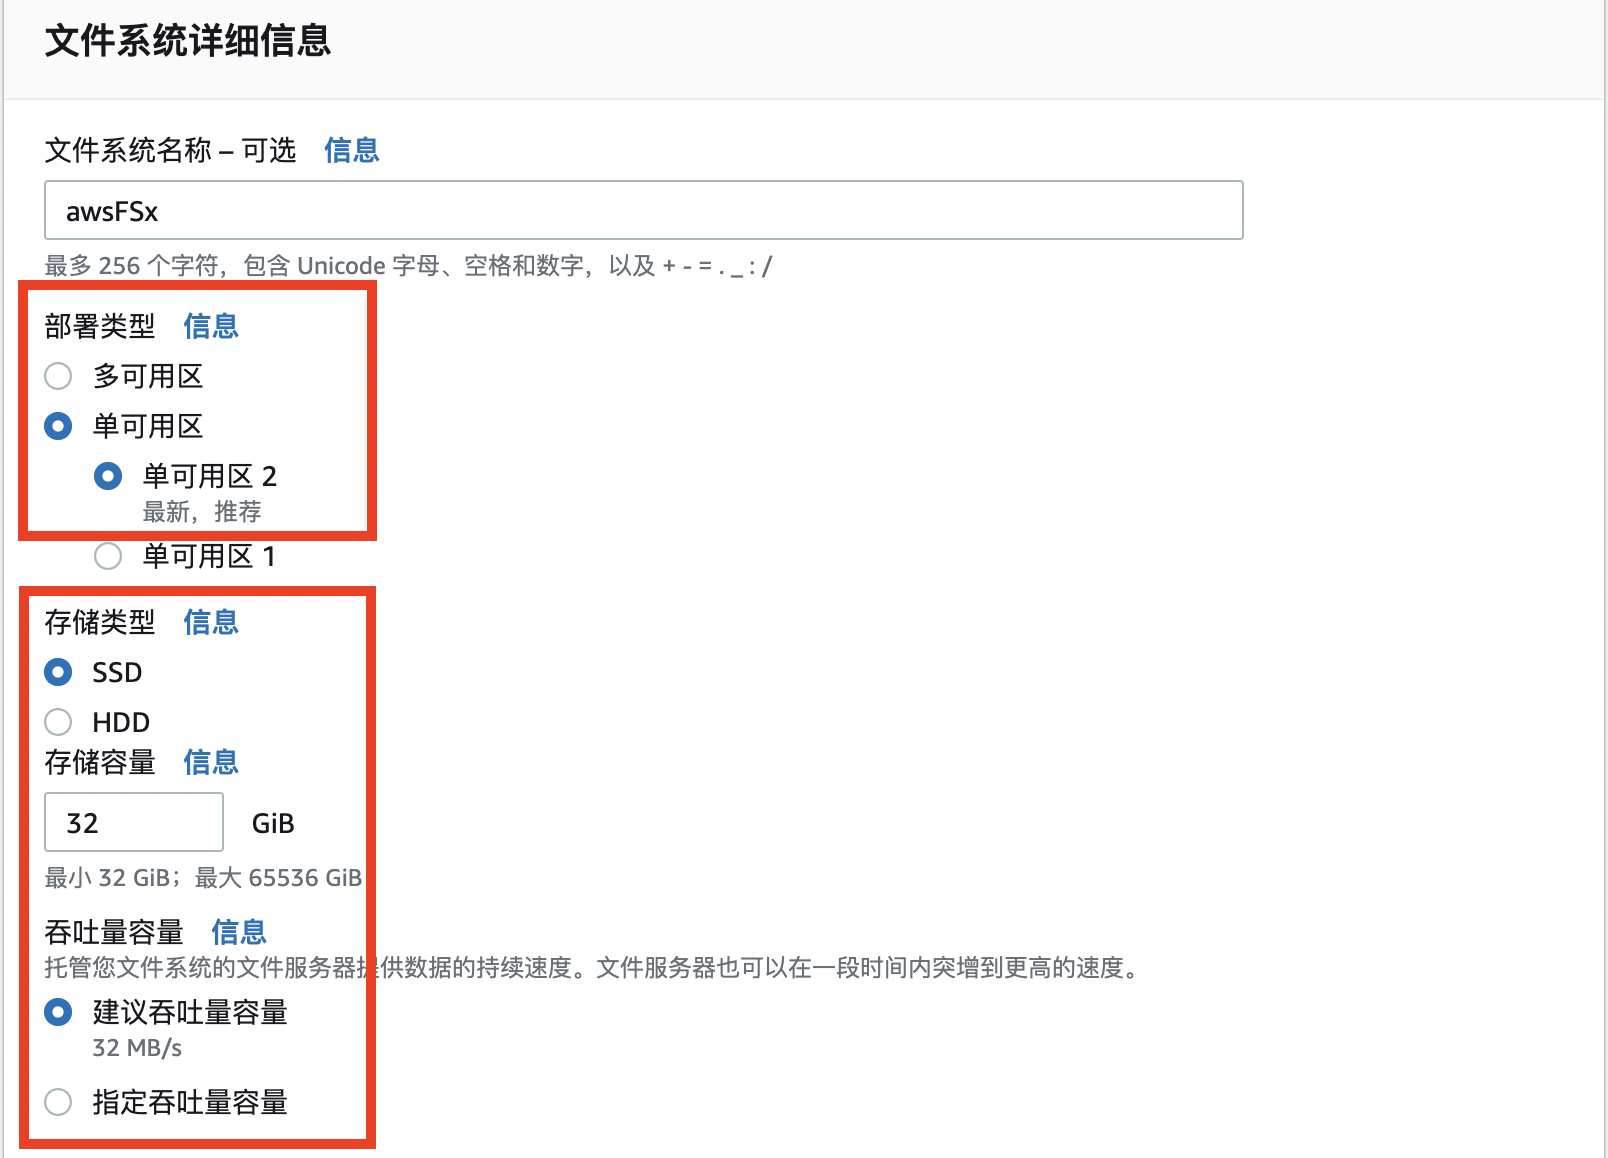 文件系统详细信息
文件系统名称 – 可选 信息
awsFSx
最多 256 个字符，包含 Unicode 字母、空格和数字，以及 + - = . _ : /
部署类型 信息
多可用区
单可用区
单可用区 2
最新，推荐
单可用区 1
存储类型 信息
SSD
HDD
存储容量 信息
32 GiB
最小 32 GiB；最大 65536 GiB
吞吐量容量 信息
托管您文件系统的文件服务器提供数据的持续速度。文件服务器也可以在一段时间内突增到更高的速度。
建议吞吐量容量
32 MB/s
指定吞吐量容量